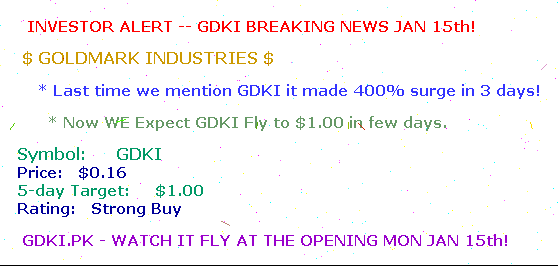 INVESTOR ALERT -- GDKI BREAKING NEWS JAN 15th!
$ GOLDMARK INDUSTRIES $
* Last time we mention GDKI it made 400% surge in 3 days!
* Now WE Expect GDKI Fly to $1.00 in few days.
Symbol: GDKI
Price: $0.16
5-day Target: $1.00
Rating: Strong Buy
GDKI.PK - WATCH IT FLY AT THE OPENING MON JAN 15th!